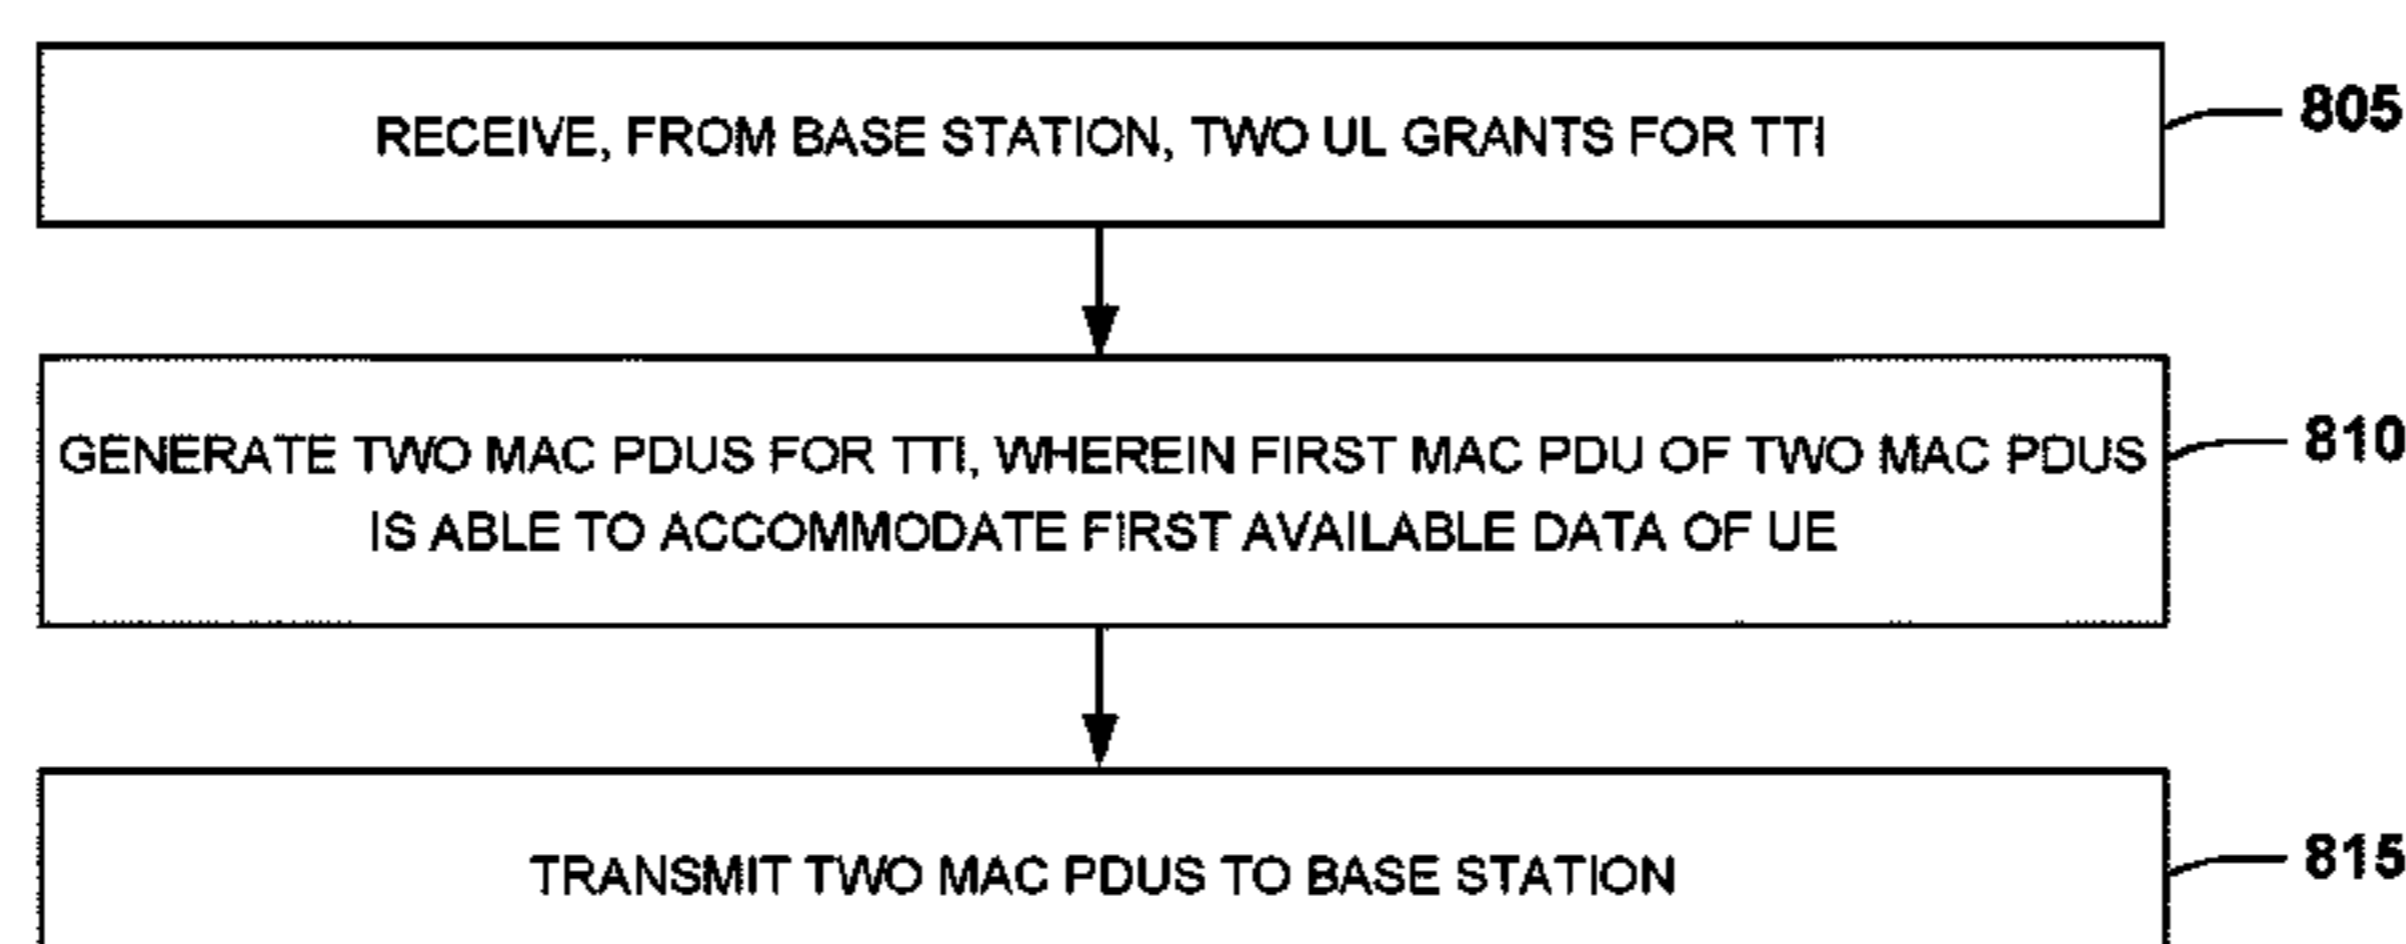 RECEIVE, FROM BASE STATION, TWO UL GRANTS FOR TTI
805
GENERATE TWO MAC PDUS FOR TTI, WHEREIN FIRST MAC PDU OF TWO MAC PDUS
IS ABLE TO ACCOMMODATE FIRST AVAILABLE DATA OF UE
810
TRANSMIT TWO MAC PDUS TO BASE STATION
815